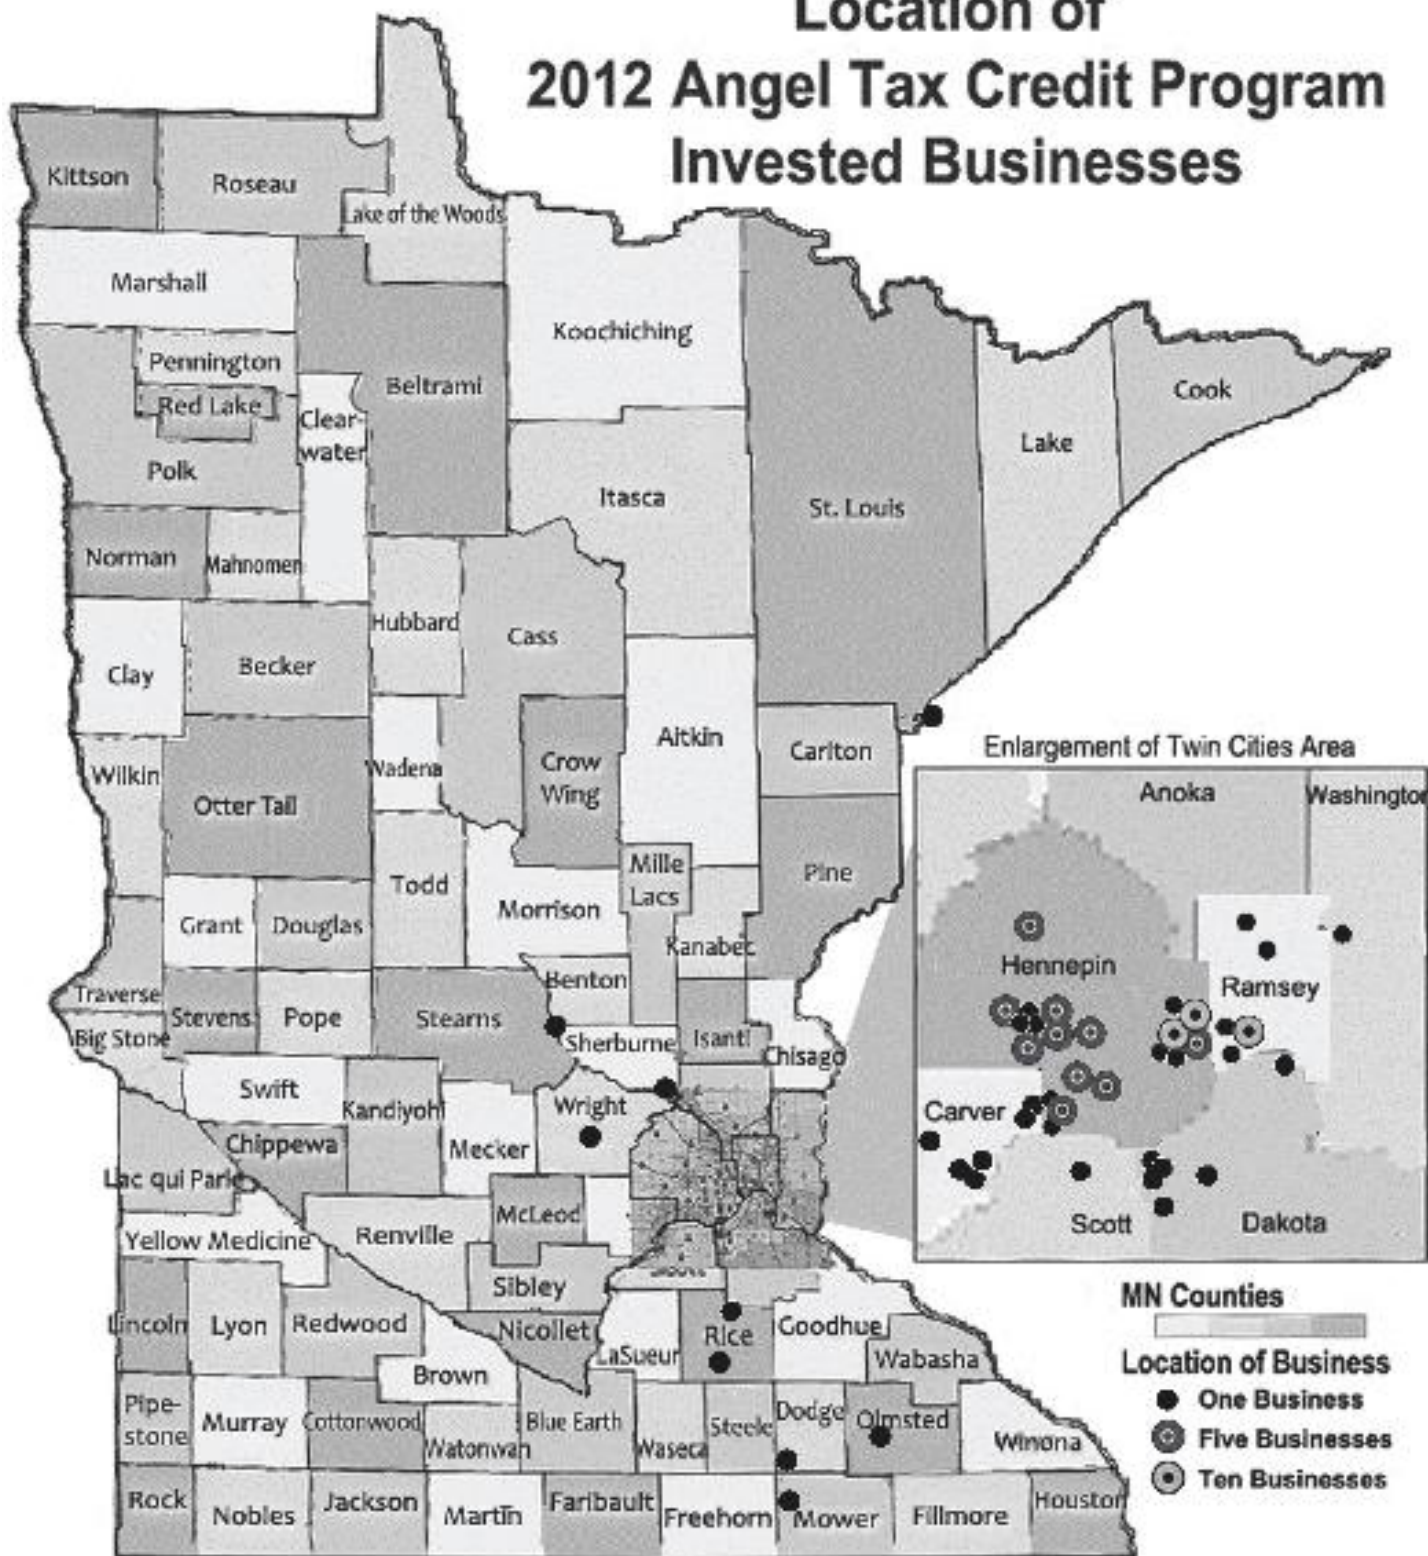 Location of
2012 Angel Tax Credit Program
Invested Businesses
Kittson
Roseau
Lake of the Woods
Marshall
Koochiching
Pennington
Red Lake
Clear-
water
Beltrami
Cook
Lake
Polk
Itasca
St. Louis
Norman
Mahnomen
Hubbard
Cass
Clay
Becker
Aitkin
Carlton
Wilkin
Otter Tail
Wadena
Crow
Wing
Pine
Todd
Mille
Lacs
Morrison
Grant
Douglas
Kanabec
Traverse
Benton
Stevens
Pope
Stearns
Big Stone
Sherburne
Isanti
Chisago
Swift
Kandiyohi
Wright
Mecker
Chippewa
Lac qui Parle
McLeod
Yellow Medicine
Renville
Sibley
Lincoln
Lyon
Redwood
Nicollet
LaSueur
Rice
Goodhue
Wabasha
Brown
Pipe-
stone
Murray
Cottonwood
Watonwan
Blue Earth
Waseca
Steele
Dodge
Olmsted
Winona
Rock
Nobles
Jackson
Martin
Faribault
Freehorn
Mower
Fillmore
Houston
Enlargement of Twin Cities Area
Anoka
Washington
Hennepin
Ramsey
Carver
Scott
Dakota
MN Counties
Location of Business
One Business
Five Businesses
Ten Businesses